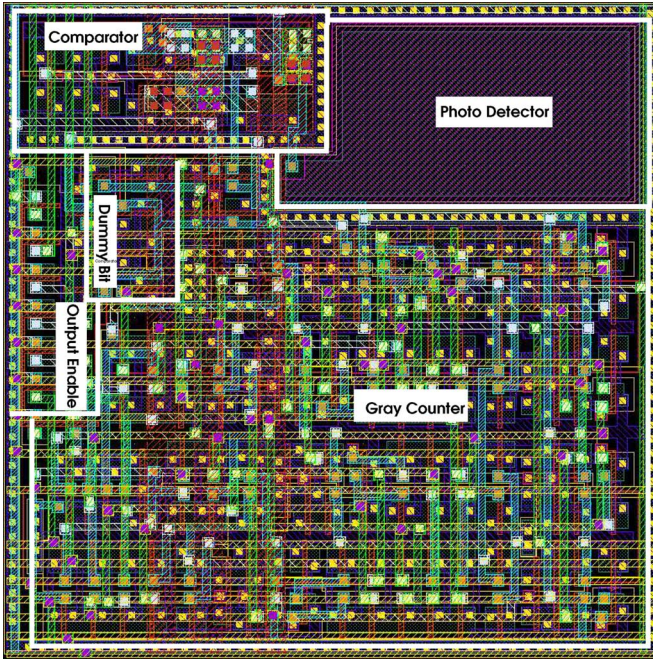 Comparator
Photo Detector
Dummy Bit
Output Enable
Gray Counter